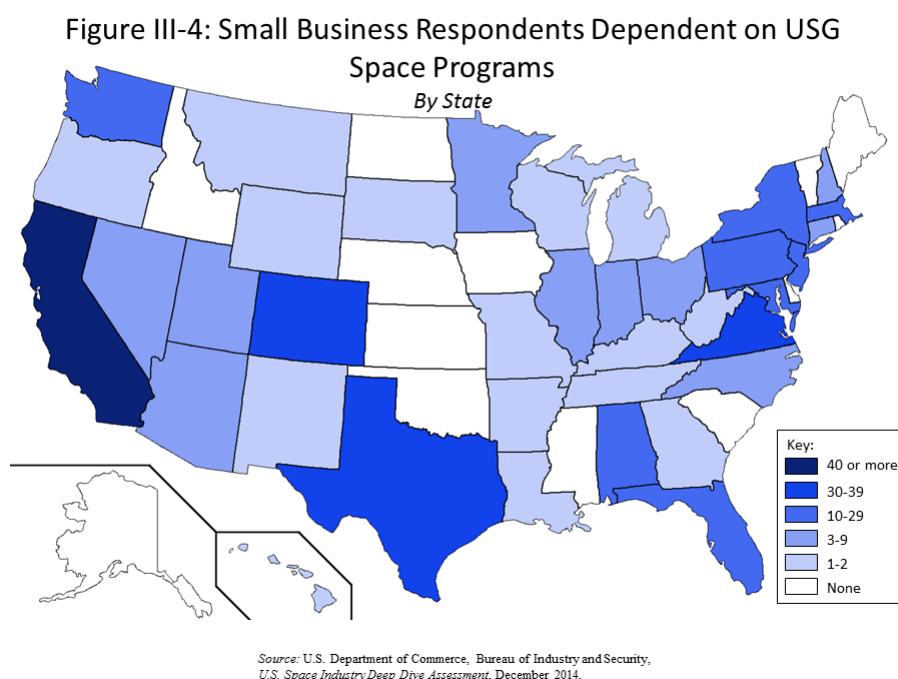 Figure III-4: Small Business Respondents Dependent on USG
Space Programs
By State
Key:
40 or more
30-39
10-29
3-9
1-2
None
Source: U.S. Department of Commerce, Bureau of Industry and Security,
U.S. Space Industry Deep Dive Assessment, December 2014.